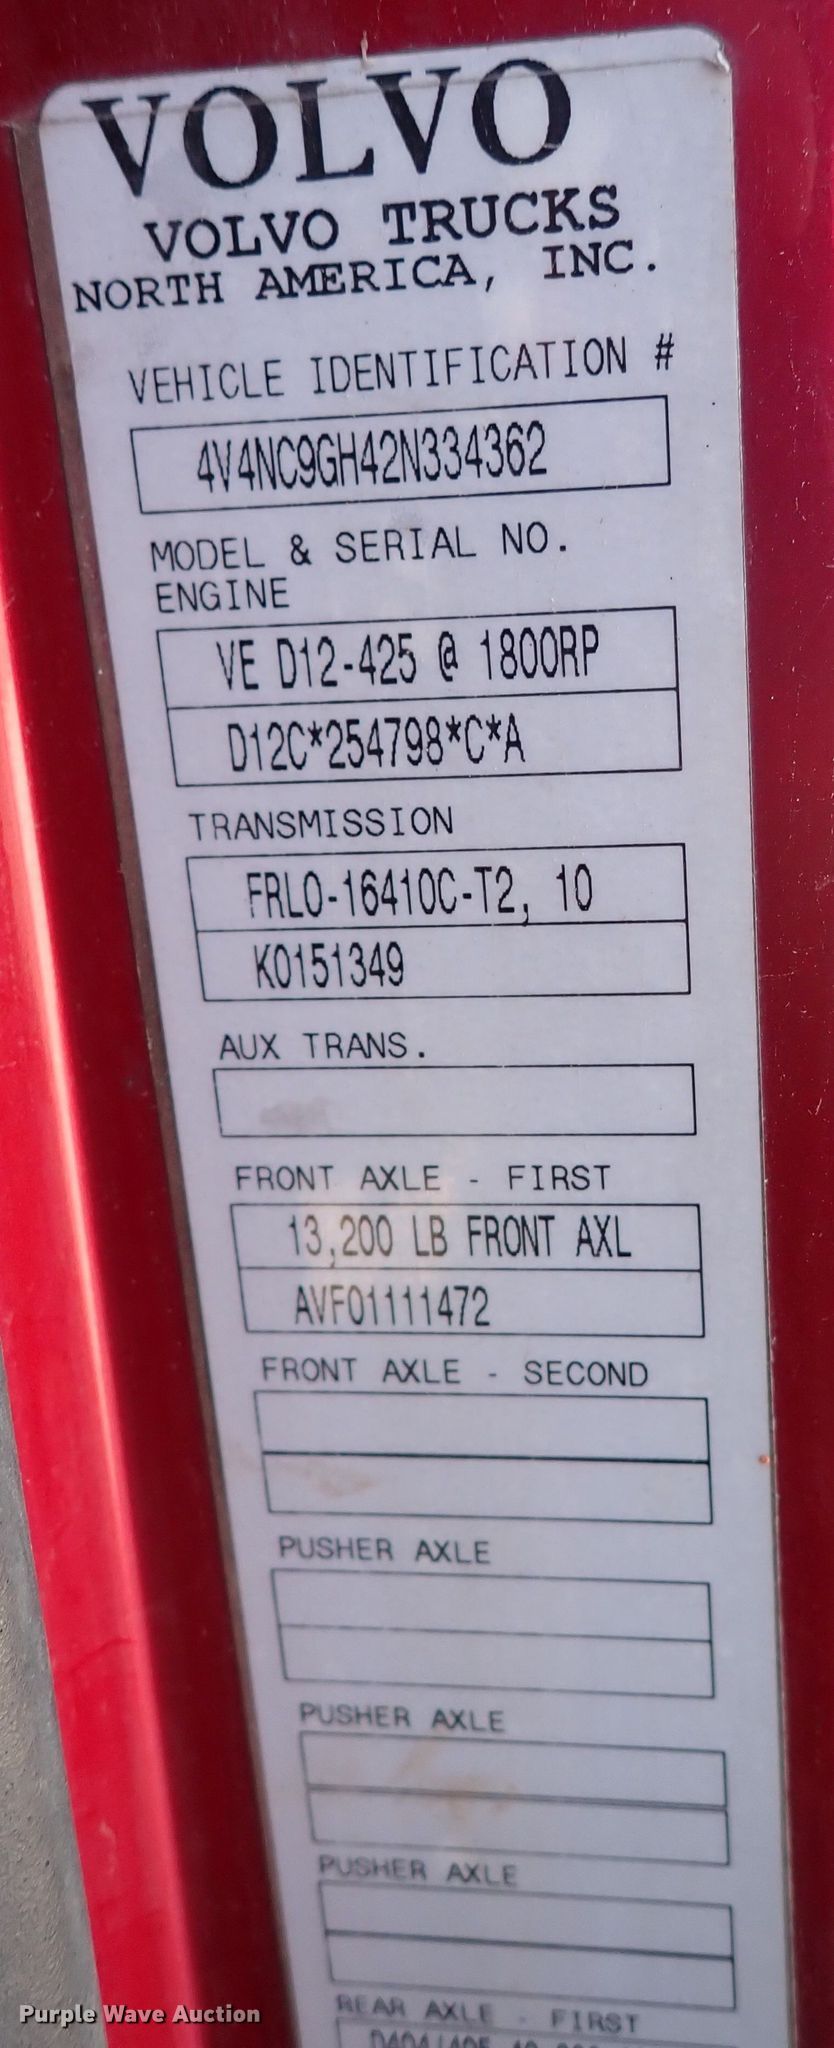 VOLVO
VOLVO TRUCKS
NORTH AMERICA, INC.
VEHICLE IDENTIFICATION #
4V4NC9GH42N334362
MODEL & SERIAL NO.
ENGINE
VE D12-425 @ 1800RP
D12C*254798*C*A
TRANSMISSION
FRLO-16410C-T2, 10
K0151349
AUX TRANS.
FRONT AXLE - FIRST
13,200 LB FRONT AXL
AVF01111472
FRONT AXLE - SECOND
PUSHER AXLE
PUSHER AXLE
PUSHER AXLE
REAR AXLE - FIRST
Purple Wave Auction